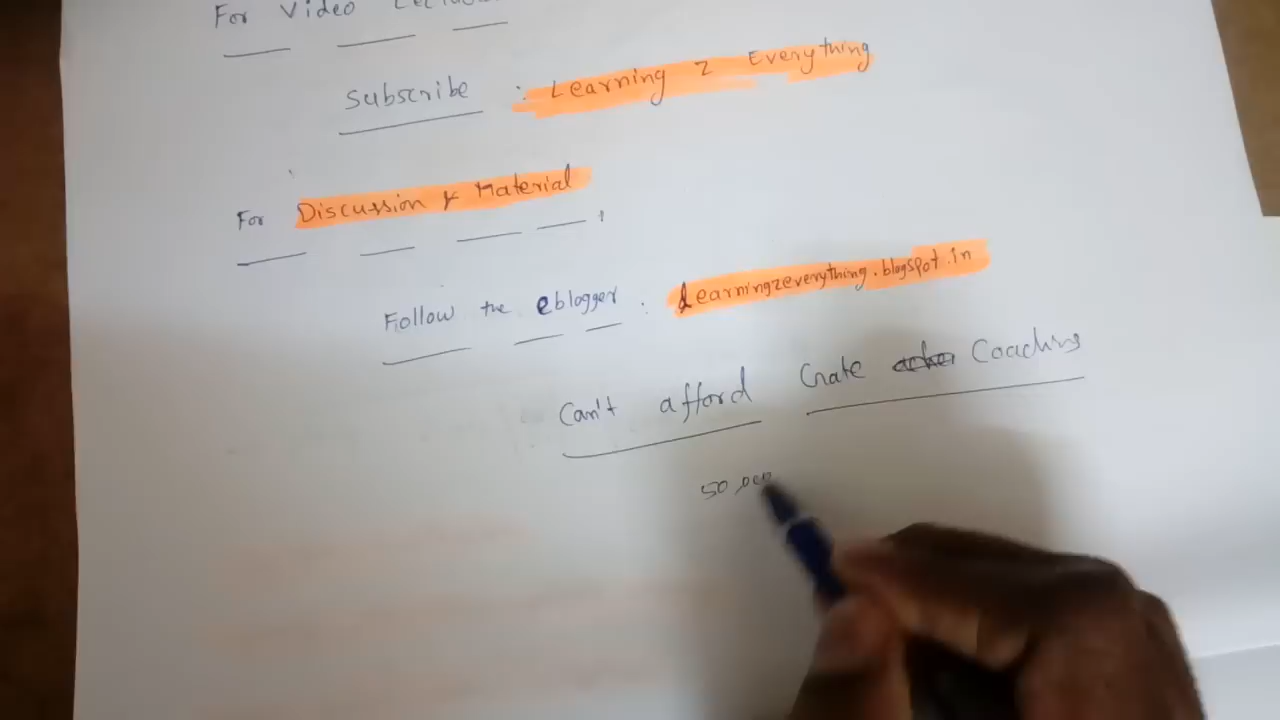 For Video
Subscribe : Learning 2 Everything
For Discussion & Material
Follow the eblogger : Learning2everything.blogspot.in
Can't afford Gate Coaching
50,000